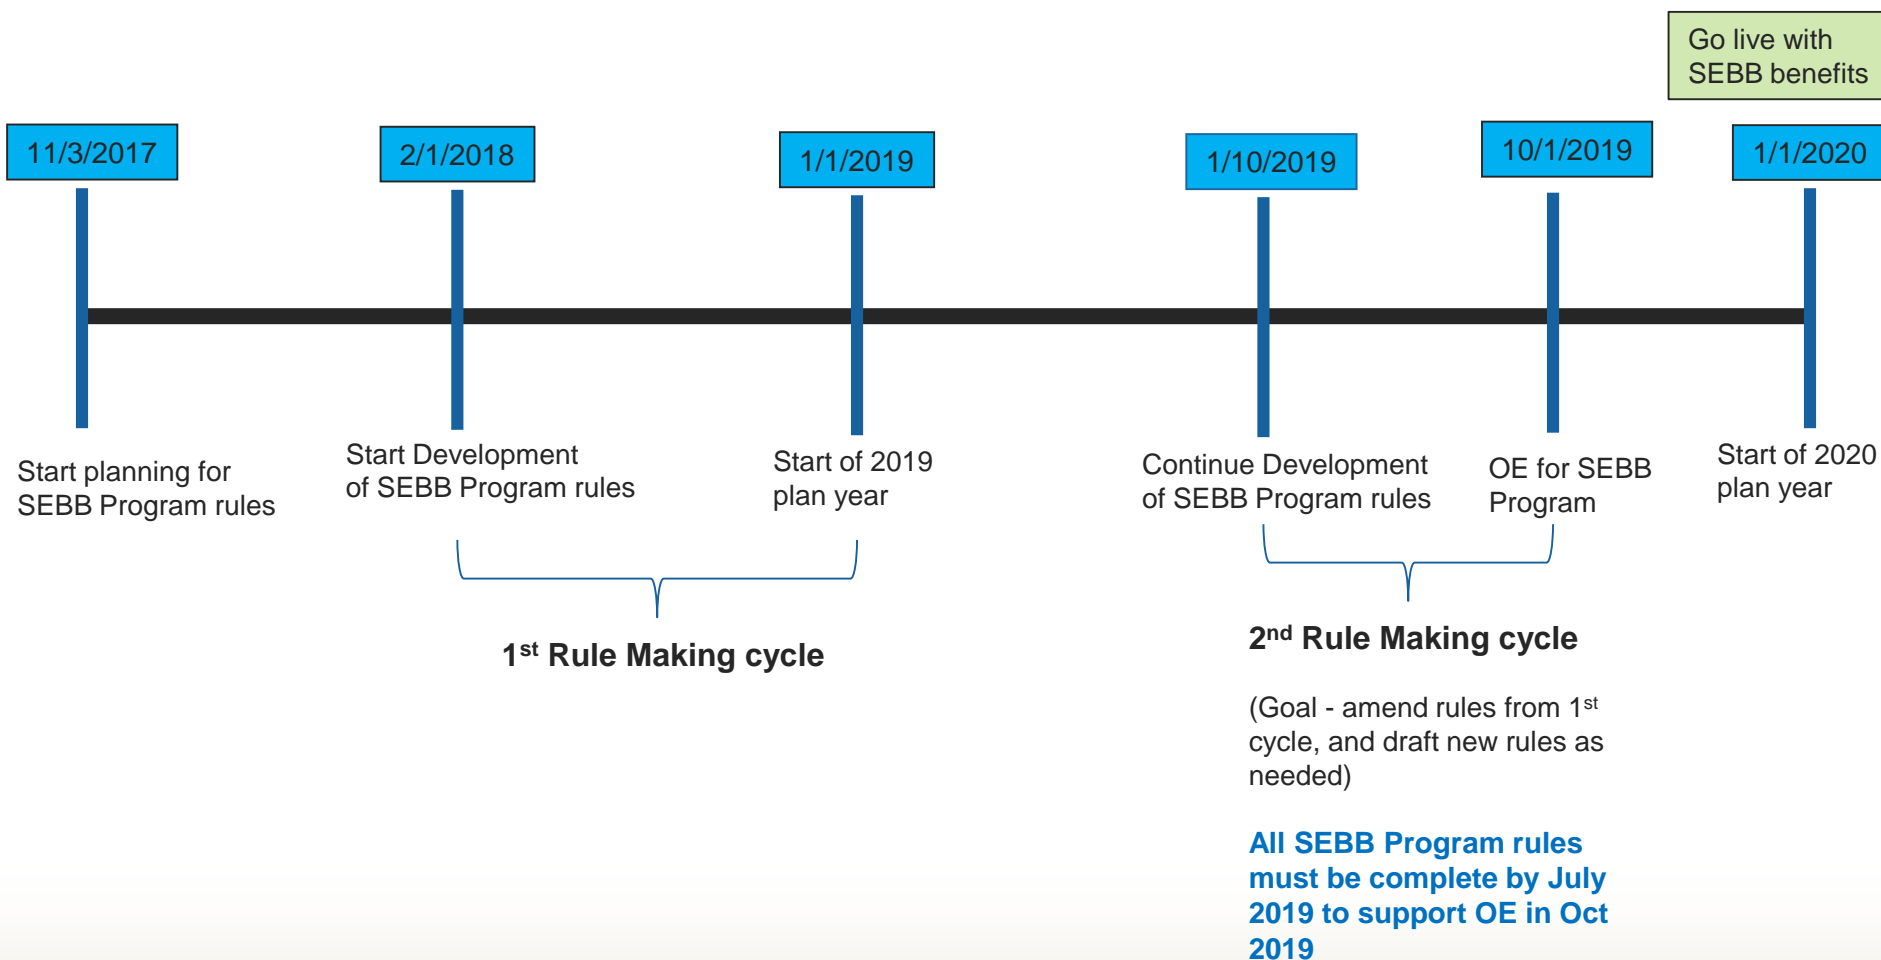 Go live with
SEBB benefits
11/3/2017
2/1/2018
1/1/2019
1/10/2019
10/1/2019
1/1/2020
Start planning for
SEBB Program rules
Start Development
of SEBB Program rules
Start of 2019
plan year
Continue Development
of SEBB Program rules
OE for SEBB
Program
Start of 2020
plan year
1st Rule Making cycle
2nd Rule Making cycle
(Goal - amend rules from 1st
cycle, and draft new rules as
needed)
All SEBB Program rules
must be complete by July
2019 to support OE in Oct
2019